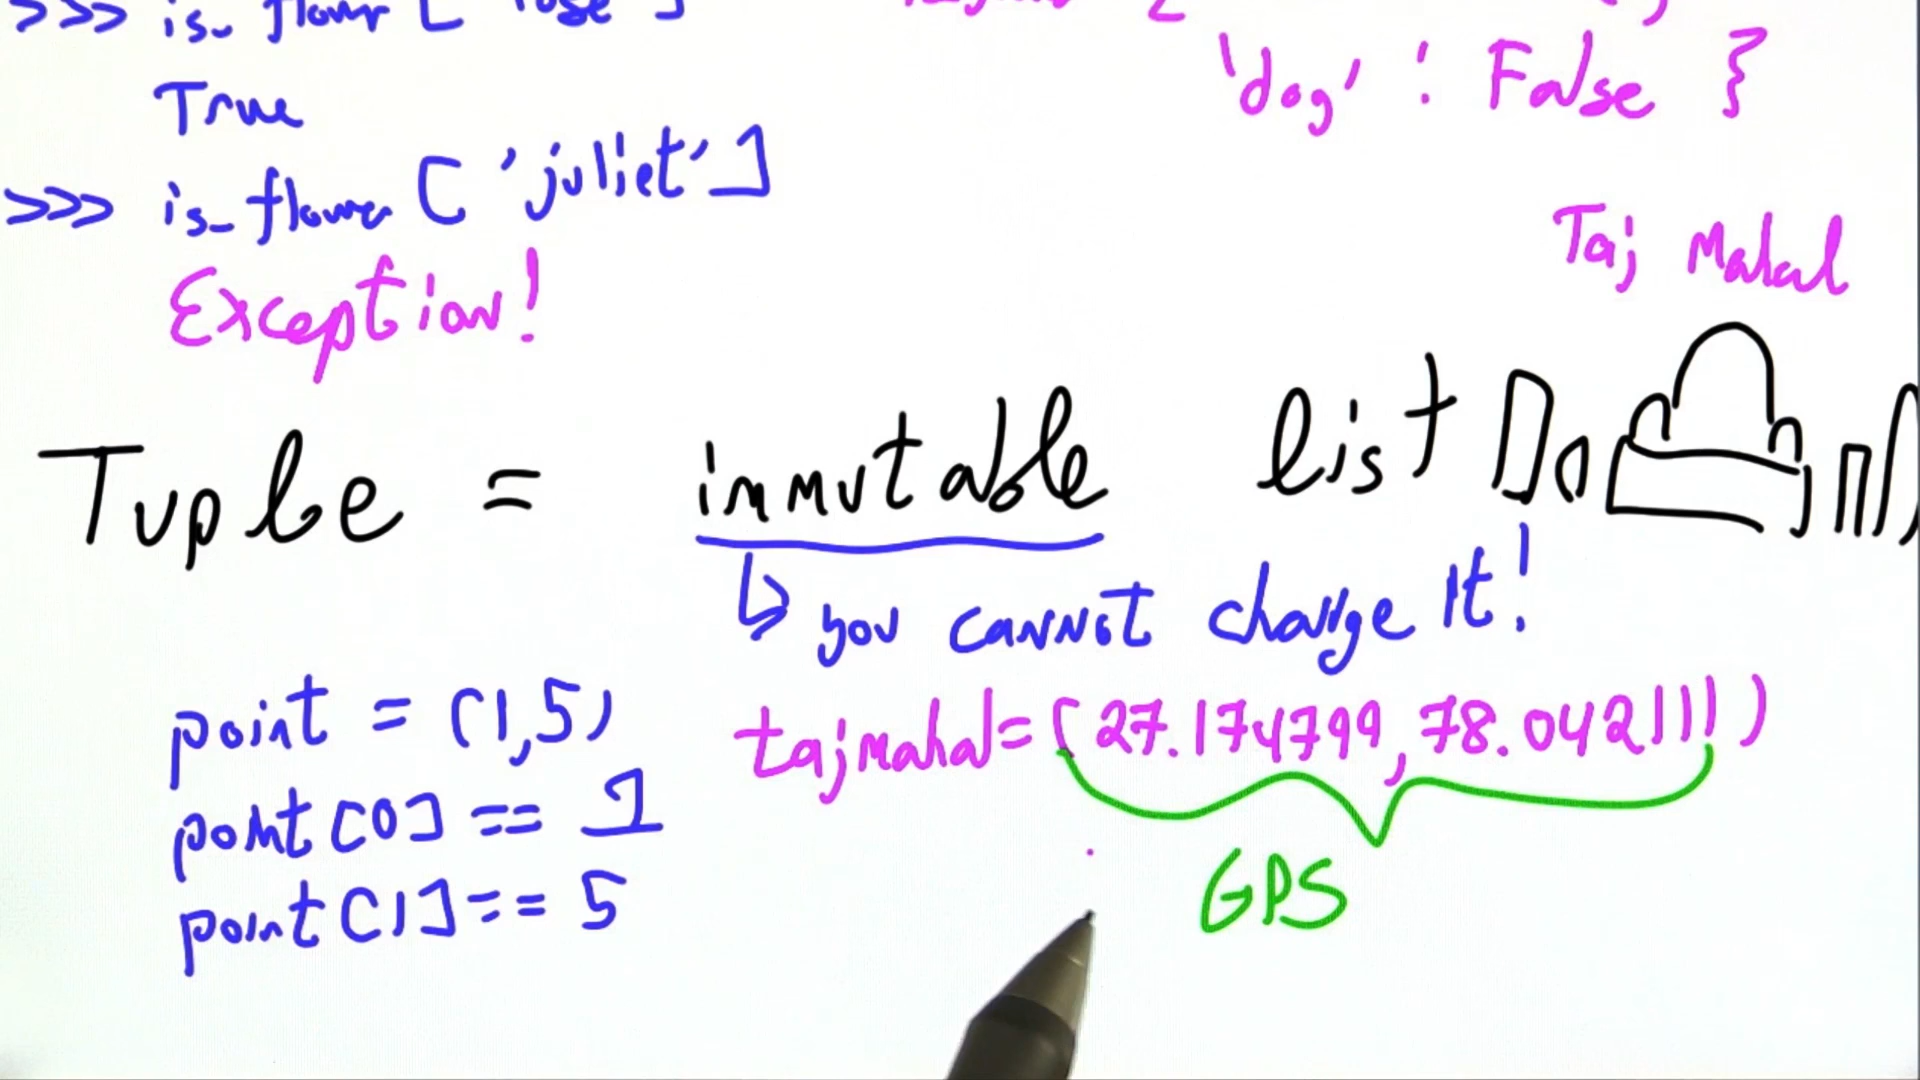 >>> is_flower [ 'rose' ]
True
'dog' : False }
>>> is_flower [ 'juliet' ]
Exception!
Taj Mahal
Tuple = immutable list
you cannot change It!
point = (1,5)
tajmahal=(27.174799,78.042111)
point[0] == 1
point[1] == 5
GPS